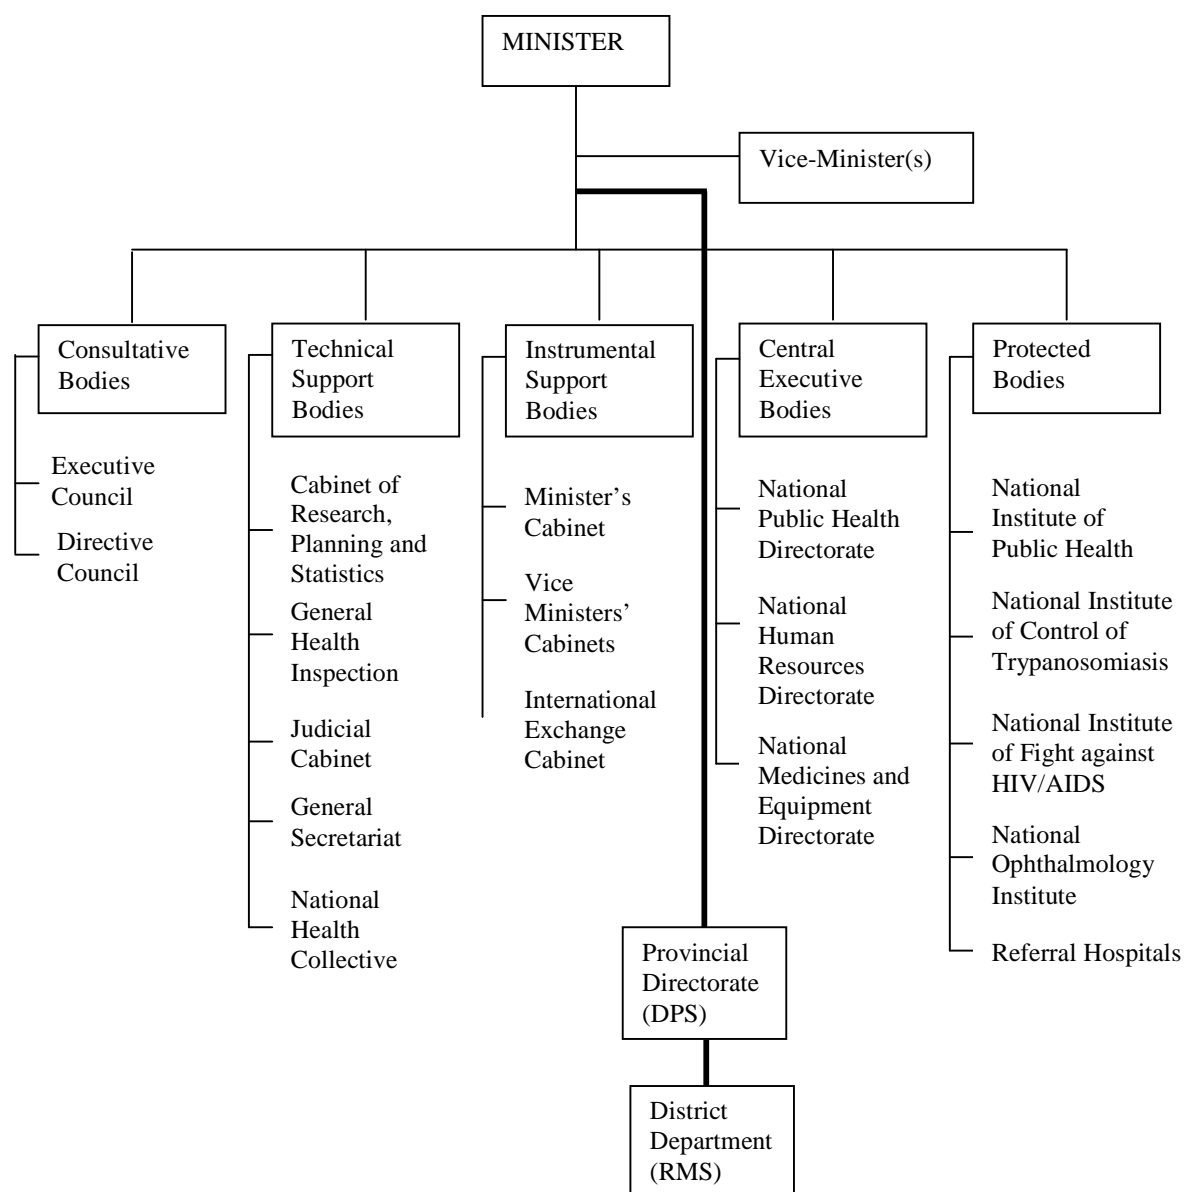 MINISTER
Vice-Minister(s)
Consultative
Bodies
Executive
Council
Directive
Council
Technical
Support
Bodies
Cabinet of
Research,
Planning and
Statistics
General
Health
Inspection
Judicial
Cabinet
General
Secretariat
National
Health
Collective
Instrumental
Support
Bodies
Minister’s
Cabinet
Vice
Ministers’
Cabinets
International
Exchange
Cabinet
Central
Executive
Bodies
National
Public Health
Directorate
National
Human
Resources
Directorate
National
Medicines and
Equipment
Directorate
Protected
Bodies
National
Institute of
Public Health
National Institute
of Control of
Trypanosomiasis
National Institute
of Fight against
HIV/AIDS
National
Ophthalmology
Institute
Referral Hospitals
Provincial
Directorate
(DPS)
District
Department
(RMS)